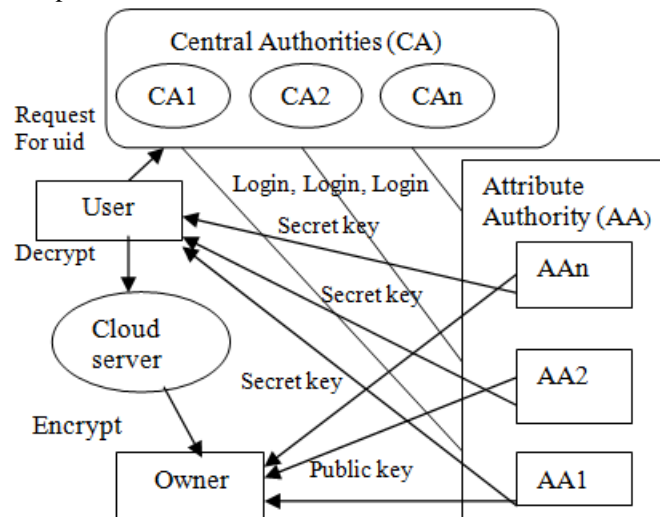 Central Authorities (CA)
CA1
CA2
CAn
Request
For uid
Login, Login, Login
Attribute
Authority (AA)
User
Secret key
Decrypt
AAn
Secret key
Cloud
server
Secret key
AA2
Encrypt
Public key
Owner
AA1